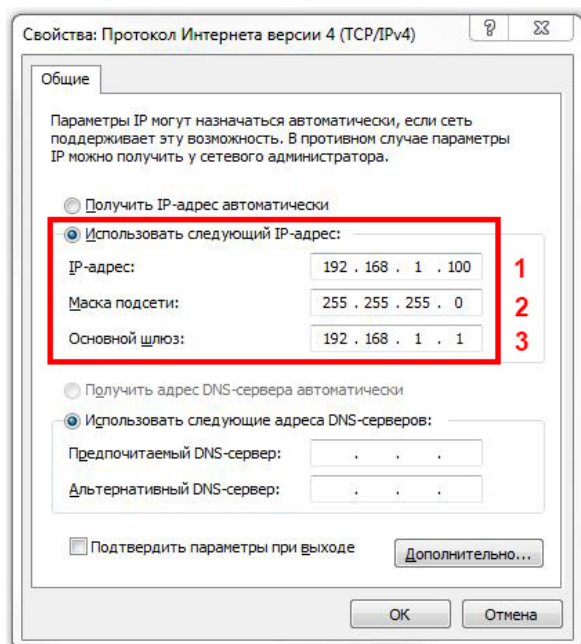 Свойства: Протокол Интернета версии 4 (TCP/IPv4)
Общие
Параметры IP могут назначаться автоматически, если сеть
поддерживает эту возможность. В противном случае параметры
IP можно получить у сетевого администратора.
Получить IP-адрес автоматически
Использовать следующий IP-адрес:
IP-адрес: 192 . 168 . 1 . 100 1
Маска подсети: 255 . 255 . 255 . 0 2
Основной шлюз: 192 . 168 . 1 . 1 3
Получить адрес DNS-сервера автоматически
Использовать следующие адреса DNS-серверов:
Предпочитаемый DNS-сервер: . . .
Альтернативный DNS-сервер: . . .
Подтвердить параметры при выходе
Дополнительно...
ОК Отмена